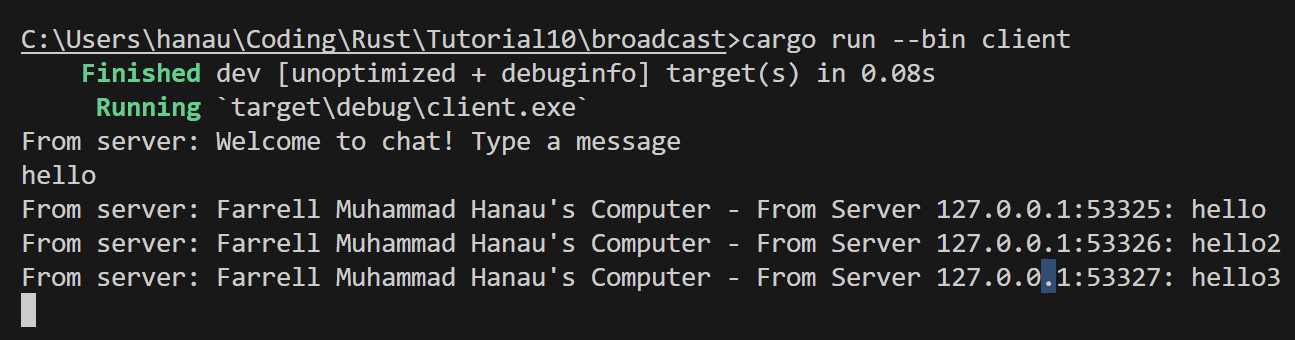 C:\Users\hanau\Coding\Rust\Tutorial10\broadcast>cargo run --bin client
    Finished dev [unoptimized + debuginfo] target(s) in 0.08s
     Running `target\debug\client.exe`
From server: Welcome to chat! Type a message
hello
From server: Farrell Muhammad Hanau's Computer - From Server 127.0.0.1:53325: hello
From server: Farrell Muhammad Hanau's Computer - From Server 127.0.0.1:53326: hello2
From server: Farrell Muhammad Hanau's Computer - From Server 127.0.0.1:53327: hello3